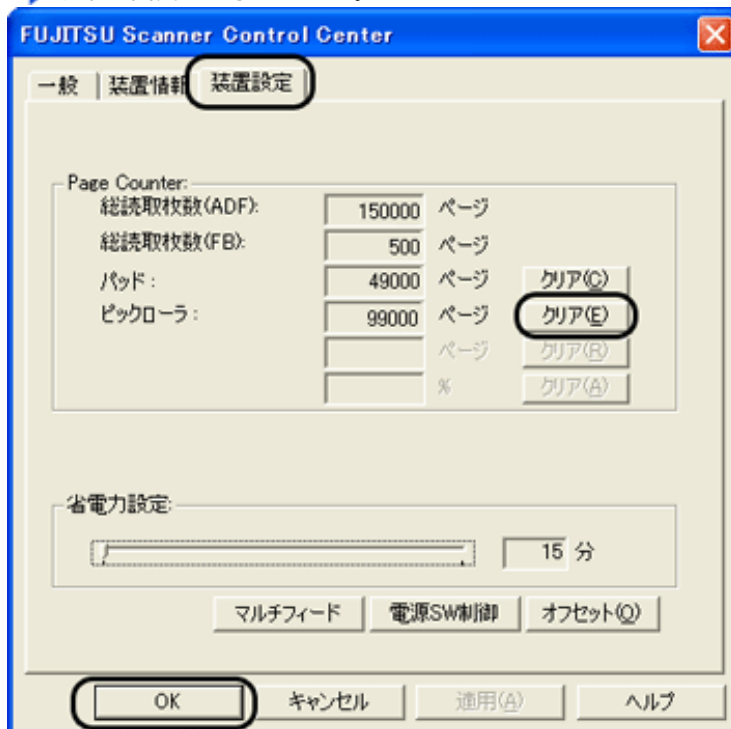 FUJITSU Scanner Control Center
一般 装置情報 装置設定
Page Counter:
総読取枚数(ADF): 150000 ページ
総読取枚数(FB): 500 ページ
パッド: 49000 ページ クリア(C)
ピックローラ: 99000 ページ クリア(E)
ページ クリア(R)
% クリア(A)
省電力設定:
15 分
マルチフィード 電源SW制御 オフセット(O)
OK キャンセル 適用(A) ヘルプ